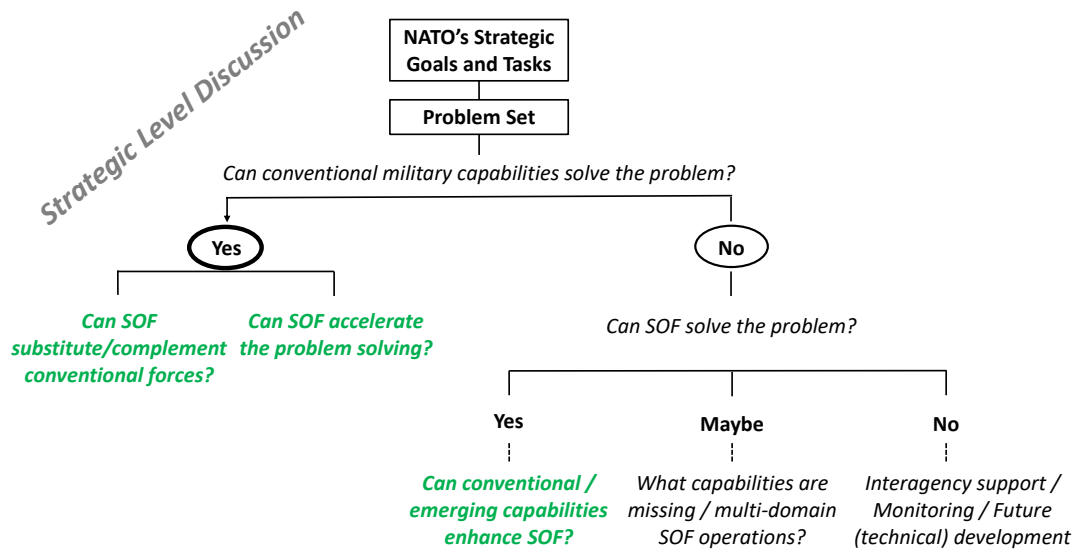 Strategic Level Discussion
NATO's Strategic
Goals and Tasks
Problem Set
Can conventional military capabilities solve the problem?
Yes
No
Can SOF
substitute/complement
conventional forces?
Can SOF accelerate
the problem solving?
Can SOF solve the problem?
Yes
Maybe
No
Can conventional /
emerging capabilities
enhance SOF?
What capabilities are
missing / multi-domain
SOF operations?
Interagency support /
Monitoring / Future
(technical) development